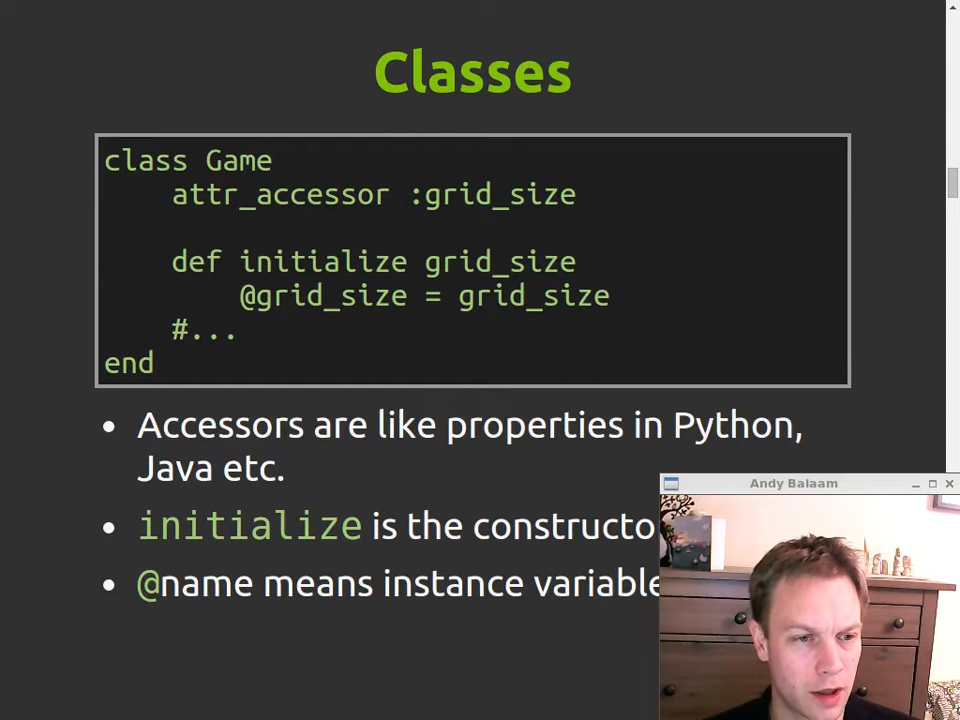 Classes
class Game
    attr_accessor :grid_size
    def initialize grid_size
        @grid_size = grid_size
    #...
end
• Accessors are like properties in Python,
Java etc.
Andy Balaam
• initialize is the constructo
• @name means instance variable